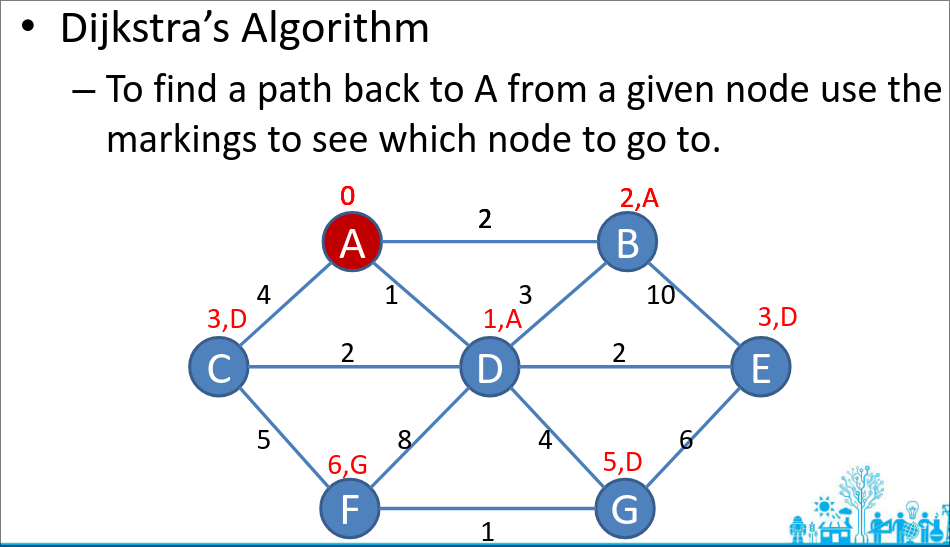 • Dijkstra's Algorithm
– To find a path back to A from a given node use the
markings to see which node to go to.
0
2,A
2
A
B
4
1
3
10
3,D
1,A
3,D
2
2
C
D
E
5
8
4
6
6,G
5,D
F
G
1